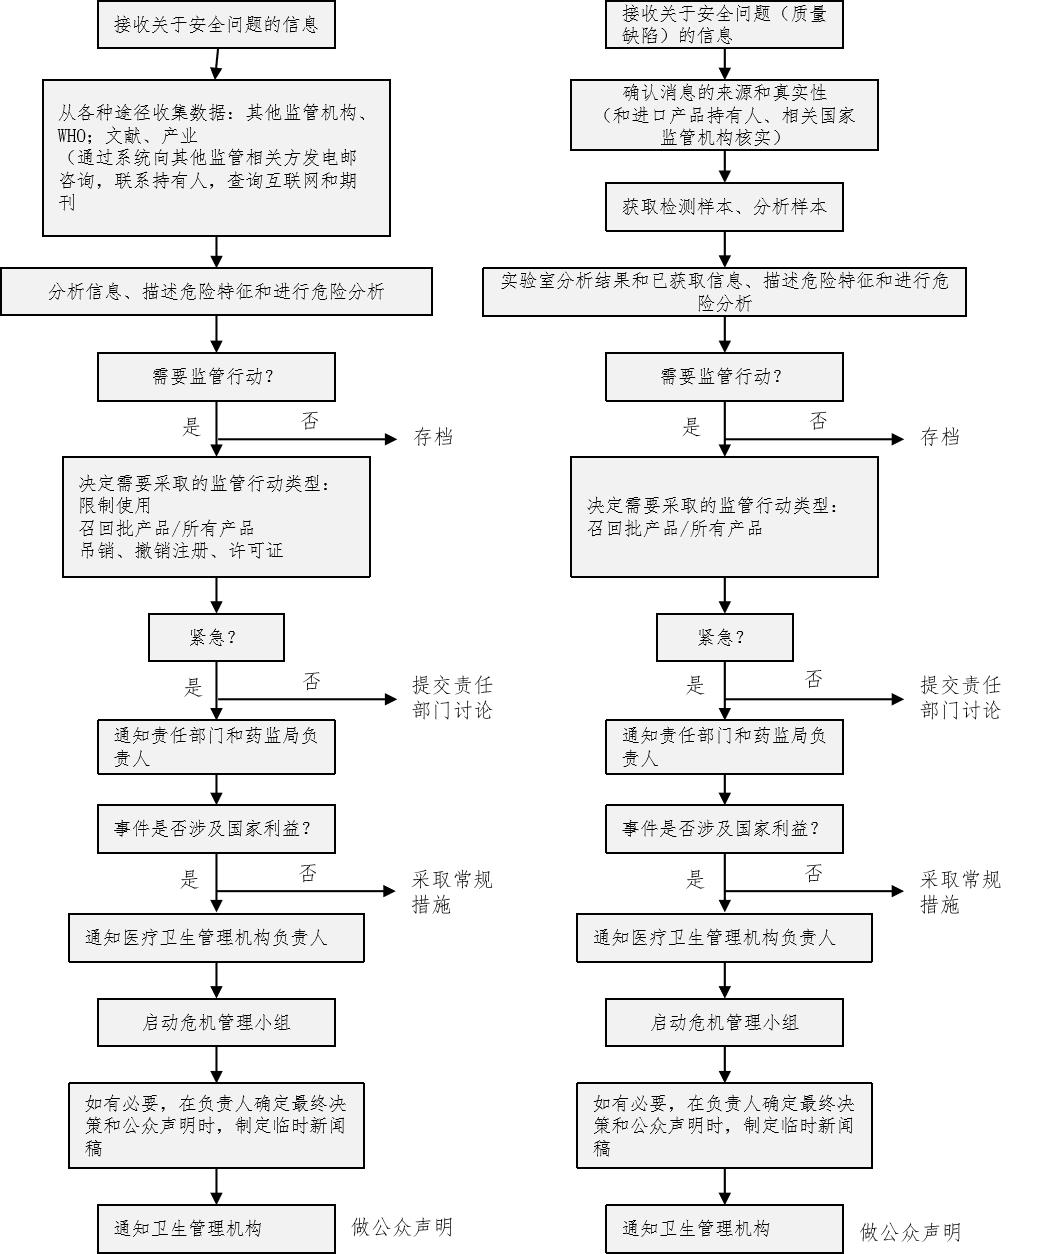 接收关于安全问题的信息
从各种途径收集数据：其他监管机构、
WHO；文献、产业
（通过系统向其他监管相关方发电邮
咨询，联系持有人，查询互联网和期
刊
分析信息、描述危险特征和进行危险分析
需要监管行动？
是
否
存档
决定需要采取的监管行动类型：
限制使用
召回批产品/所有产品
吊销、撤销注册、许可证
紧急？
是
否
提交责任
部门讨论
通知责任部门和药监局负
责人
事件是否涉及国家利益？
是
否
采取常规
措施
通知医疗卫生管理机构负责人
启动危机管理小组
如有必要，在负责人确定最终决
策和公众声明时，制定临时新闻
稿
通知卫生管理机构
做公众声明
接收关于安全问题（质量
缺陷）的信息
确认消息的来源和真实性
（和进口产品持有人、相关国家
监管机构核实）
获取检测样本、分析样本
实验室分析结果和已获取信息、描述危险特征和进行危
险分析
需要监管行动？
是
否
存档
决定需要采取的监管行动类型：
召回批产品/所有产品
紧急？
是
否
提交责任
部门讨论
通知责任部门和药监局负
责人
事件是否涉及国家利益？
是
否
采取常规
措施
通知医疗卫生管理机构负责人
启动危机管理小组
如有必要，在负责人确定最终决
策和公众声明时，制定临时新闻
稿
通知卫生管理机构
做公众声明